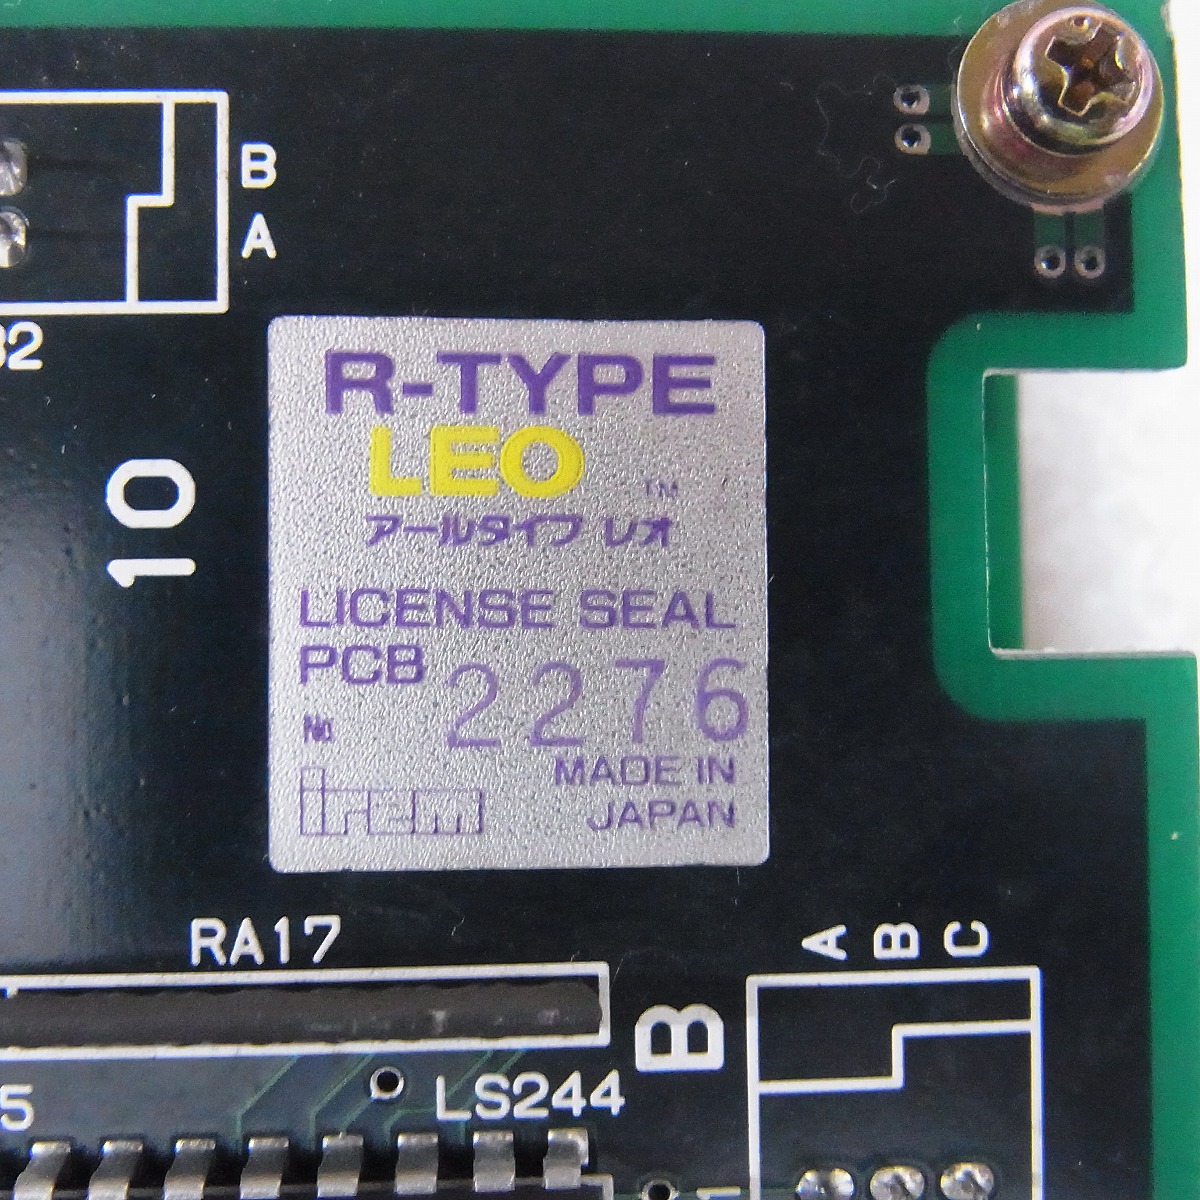 B
A
32
10
R-TYPE
LEO
TM
アールタイプ レオ
LICENSE SEAL
PCB
№ 2276
MADE IN
JAPAN
irem
RA17
A B C
B
LS244
5
1